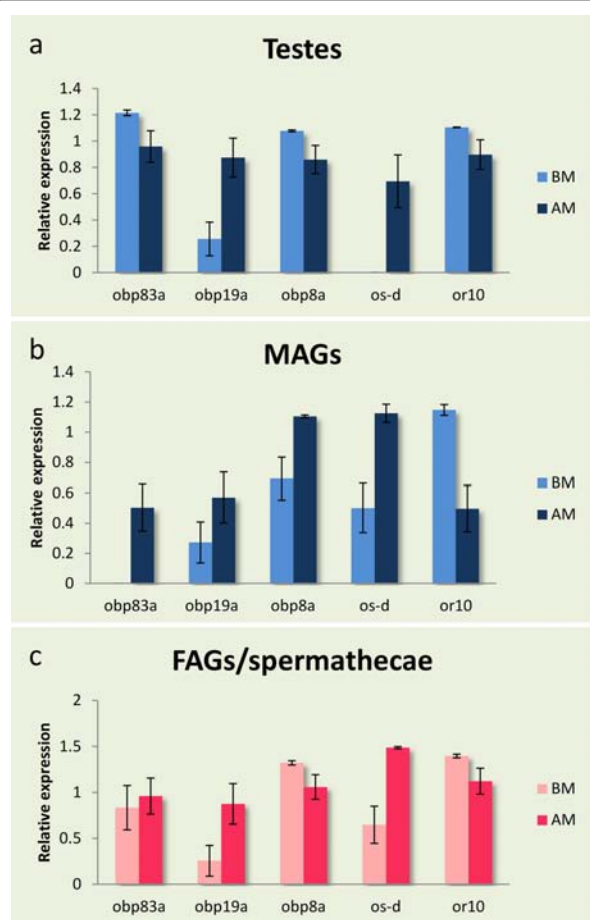 a
Testes
Relative expression
1.4
1.2
1
0.8
0.6
0.4
0.2
0
obp83a obp19a obp8a os-d or10
BM
AM
b
MAGs
Relative expression
1.4
1.2
1
0.8
0.6
0.4
0.2
0
obp83a obp19a obp8a os-d or10
BM
AM
c
FAGs/spermathecae
Relative expression
2
1.5
1
0.5
0
obp83a obp19a obp8a os-d or10
BM
AM